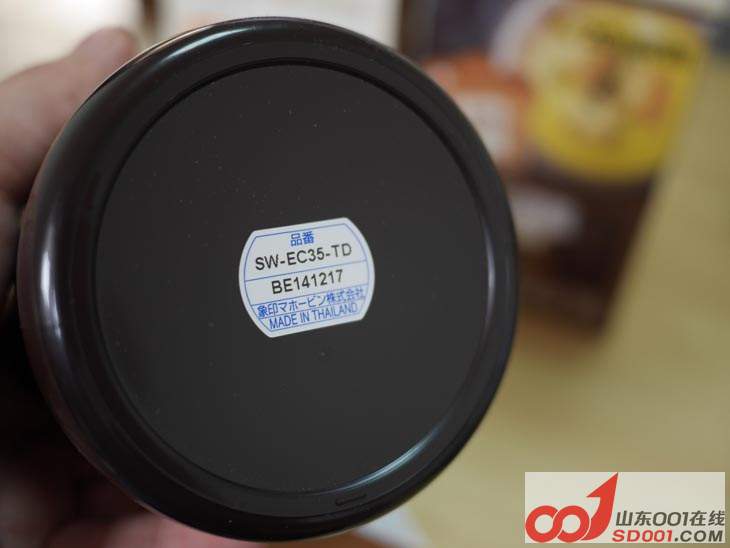 品番
SW-EC35-TD
BE141217
象印マホービン株式会社
MADE IN THAILAND
山东001在线
SD001.COM